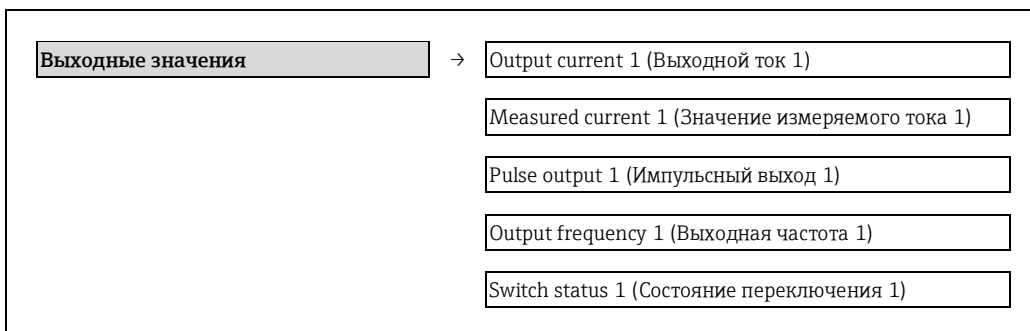 Выходные значения → Output current 1 (Выходной ток 1)
Measured current 1 (Значение измеряемого тока 1)
Pulse output 1 (Импульсный выход 1)
Output frequency 1 (Выходная частота 1)
Switch status 1 (Состояние переключения 1)